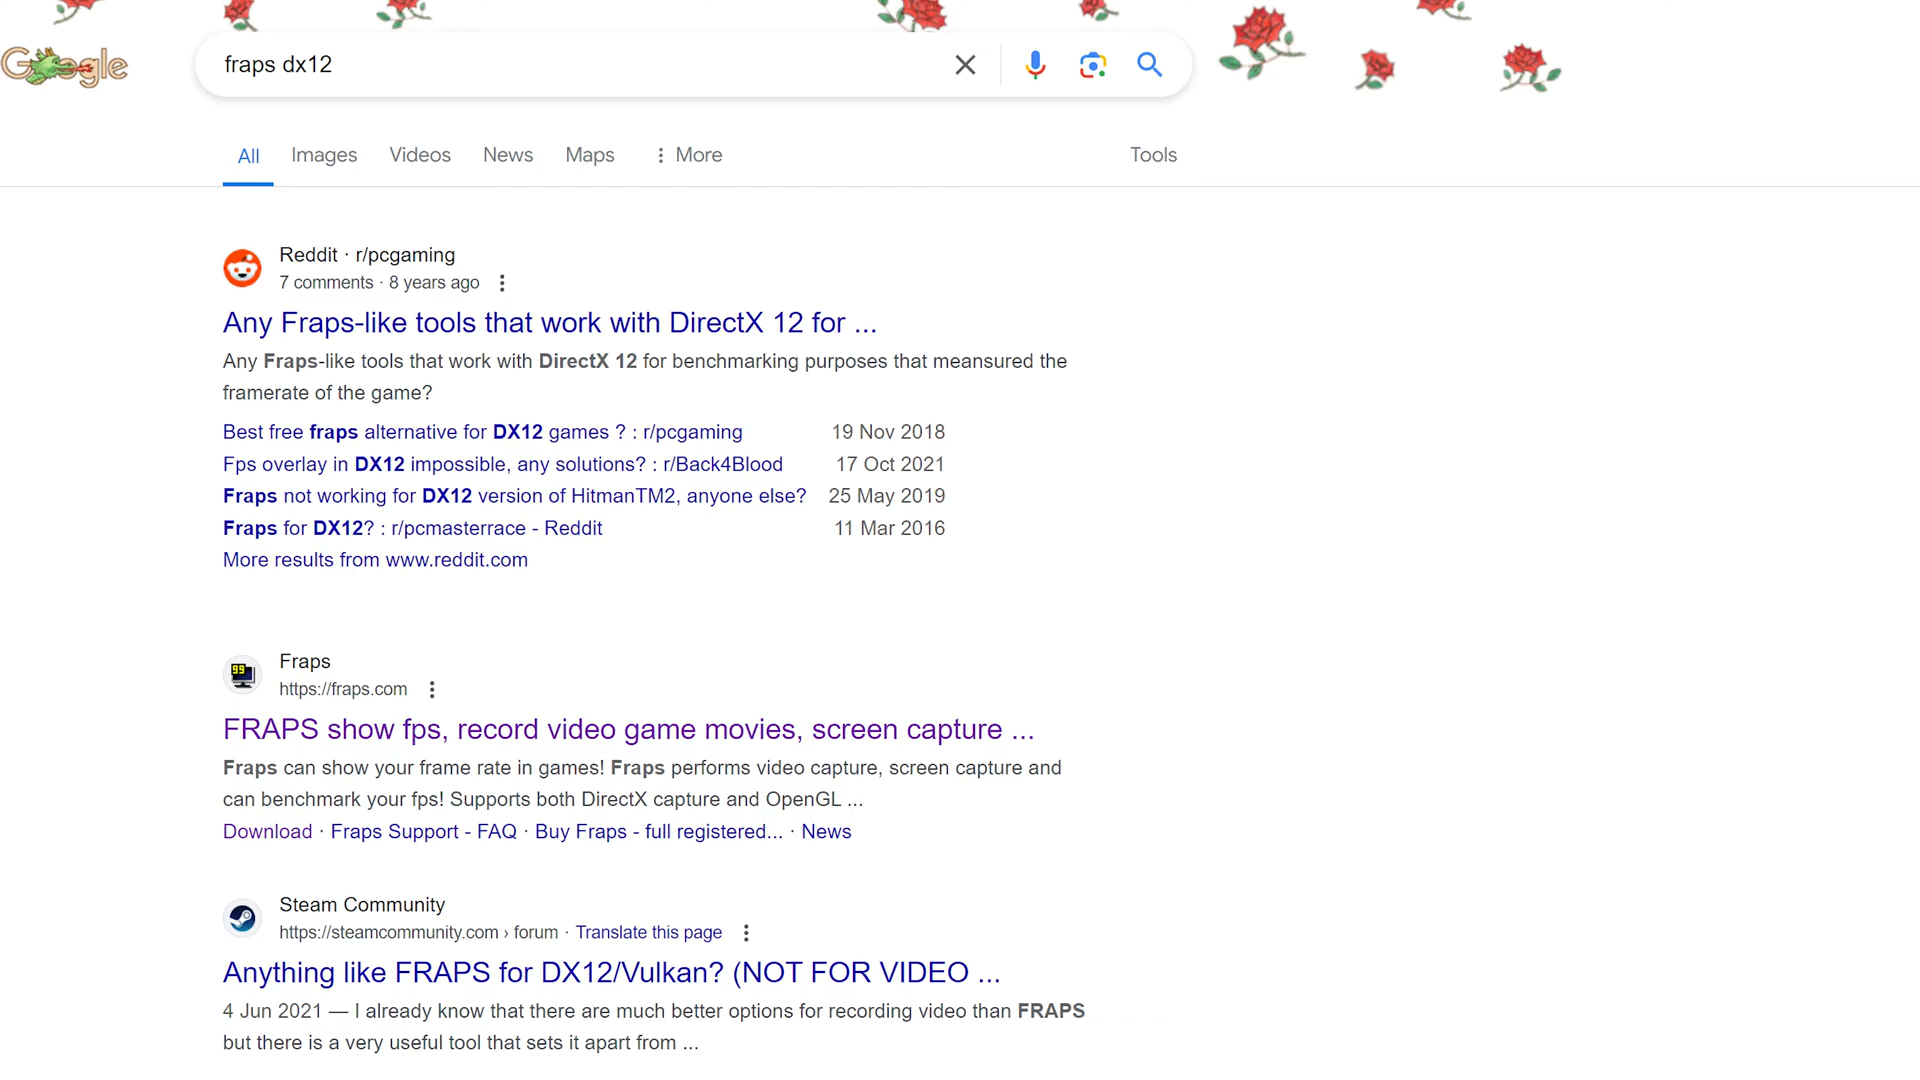 Google
fraps dx12
All Images Videos News Maps More Tools
Reddit · r/pcgaming
7 comments · 8 years ago
Any Fraps-like tools that work with DirectX 12 for ...
Any Fraps-like tools that work with DirectX 12 for benchmarking purposes that meansured the
framerate of the game?
Best free fraps alternative for DX12 games ? : r/pcgaming 19 Nov 2018
Fps overlay in DX12 impossible, any solutions? : r/Back4Blood 17 Oct 2021
Fraps not working for DX12 version of HitmanTM2, anyone else? 25 May 2019
Fraps for DX12? : r/pcmasterrace - Reddit 11 Mar 2016
More results from www.reddit.com
99
Fraps
https://fraps.com
FRAPS show fps, record video game movies, screen capture ...
Fraps can show your frame rate in games! Fraps performs video capture, screen capture and
can benchmark your fps! Supports both DirectX capture and OpenGL ...
Download · Fraps Support - FAQ · Buy Fraps - full registered... · News
Steam Community
https://steamcommunity.com › forum · Translate this page
Anything like FRAPS for DX12/Vulkan? (NOT FOR VIDEO ...
4 Jun 2021 — I already know that there are much better options for recording video than FRAPS
but there is a very useful tool that sets it apart from ...